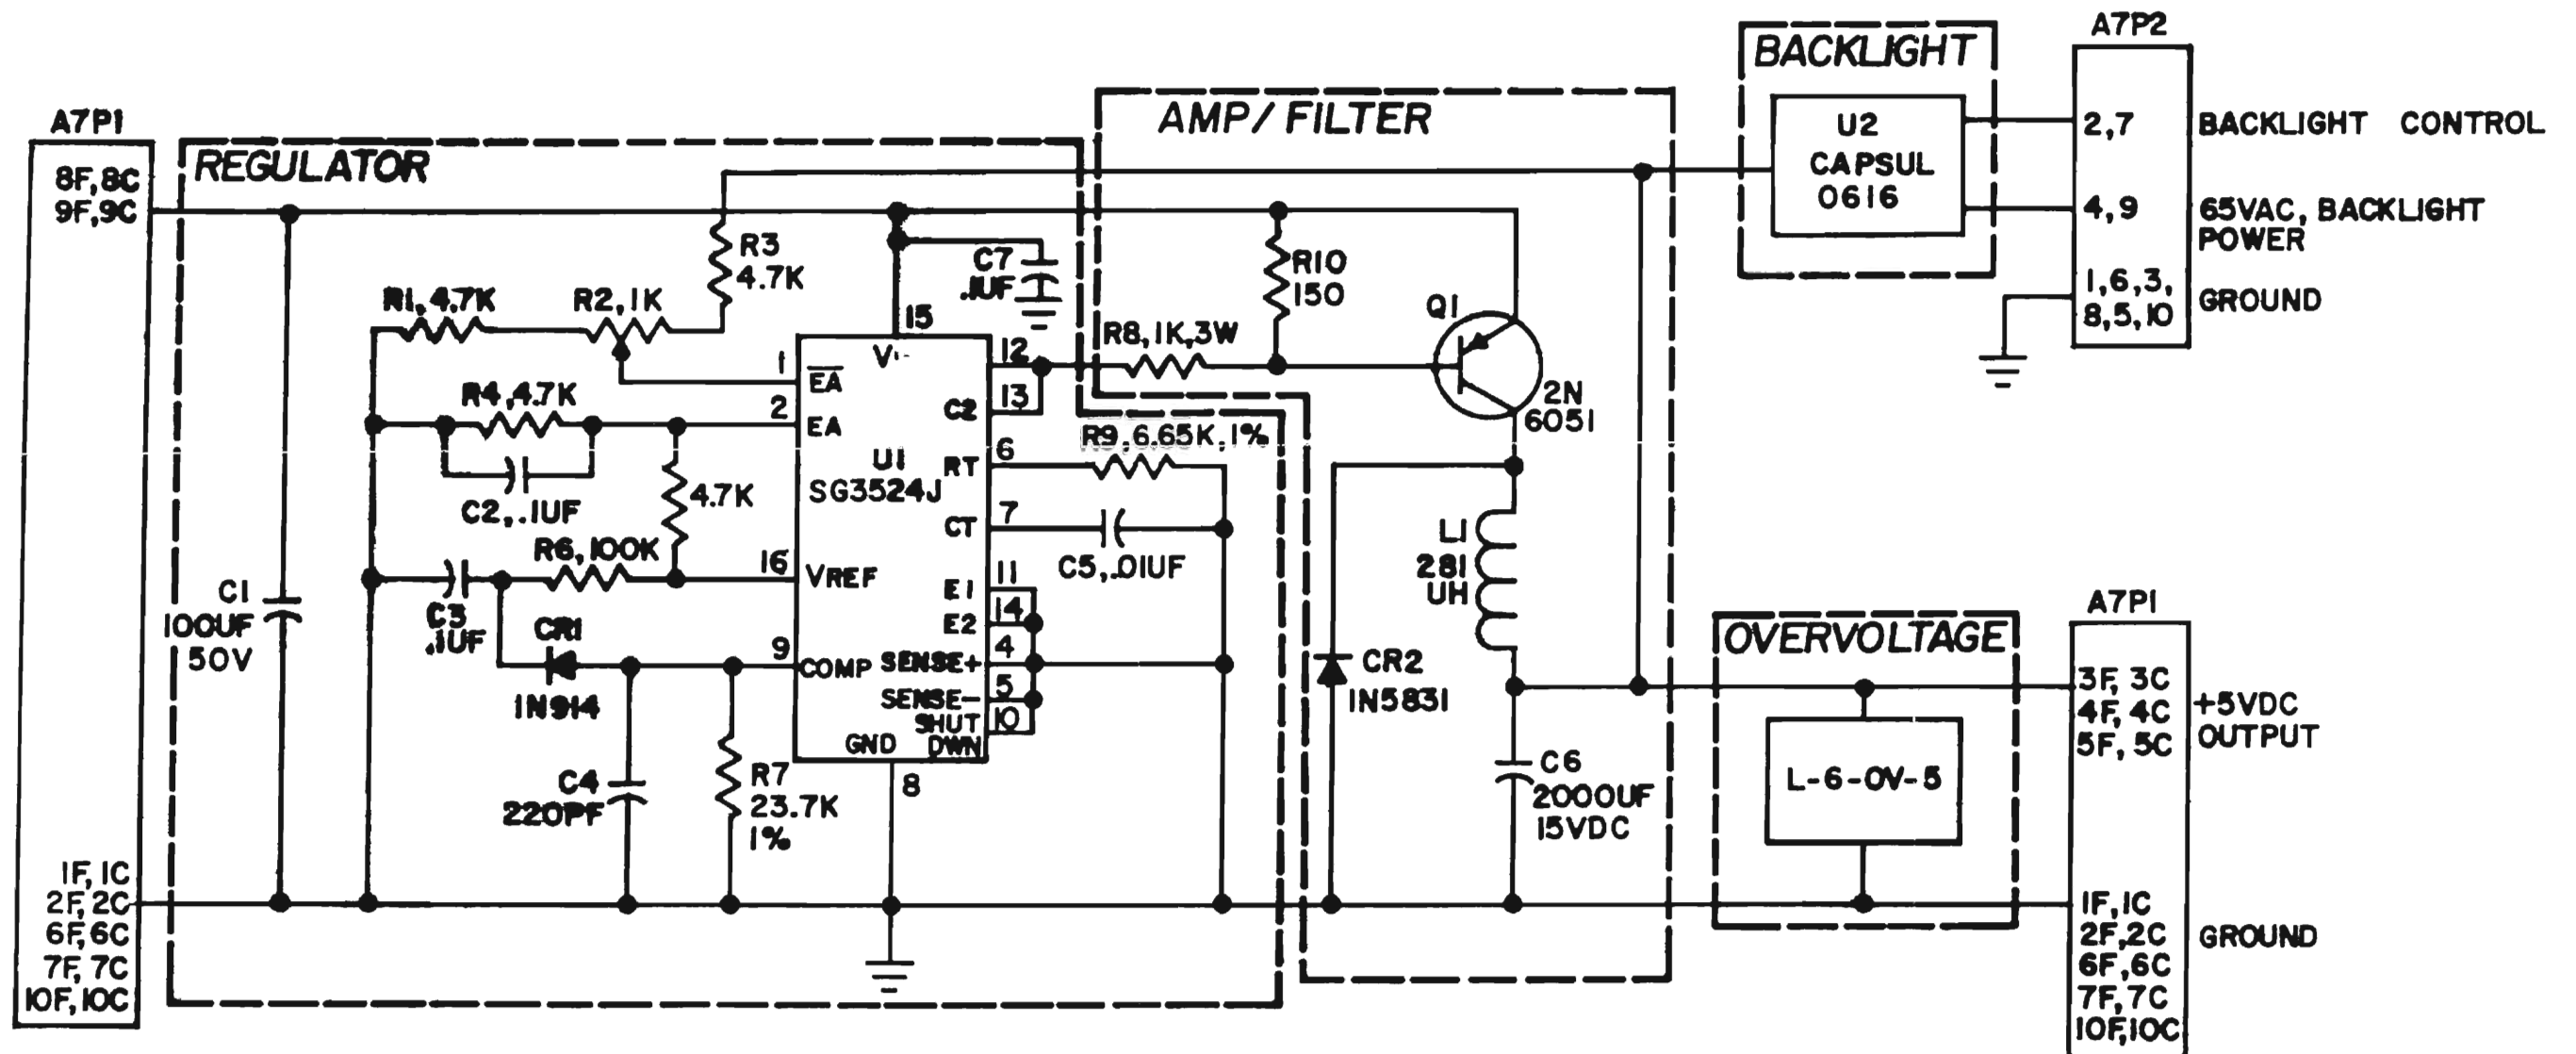 A7P1
8F, 8C
9F, 9C
1F, 1C
2F, 2C
6F, 6C
7F, 7C
10F, 10C
REGULATOR
C1
100UF
50V
R1, 4.7K
R2, 1K
R3
4.7K
R4, 4.7K
C2, .1UF
4.7K
R6, 100K
C3
.1UF
CR1
1N914
C4
220PF
R7
23.7K
1%
C7
.1UF
15
V
1
EA
2
EA
16
VREF
9
COMP
U1
SG3524J
12
13
C2
6
RT
7
CT
11
E1
14
E2
4
SENSE+
5
SENSE-
10
SHUT
DWN
GND
8
R9, 6.65K, 1%
C5, .01UF
AMP/FILTER
R8, 1K, 3W
R10
150
Q1
2N
6051
L1
281
UH
CR2
1N5831
C6
2000UF
15VDC
BACKLIGHT
U2
CAPSUL
0616
A7P2
2,7
BACKLIGHT CONTROL
4,9
65VAC, BACKLIGHT
POWER
1,6,3,
8,5,10
GROUND
OVERVOLTAGE
L-6-OV-5
A7P1
3F, 3C
4F, 4C
5F, 5C
+5VDC
OUTPUT
1F, 1C
2F, 2C
6F, 6C
7F, 7C
10F, 10C
GROUND